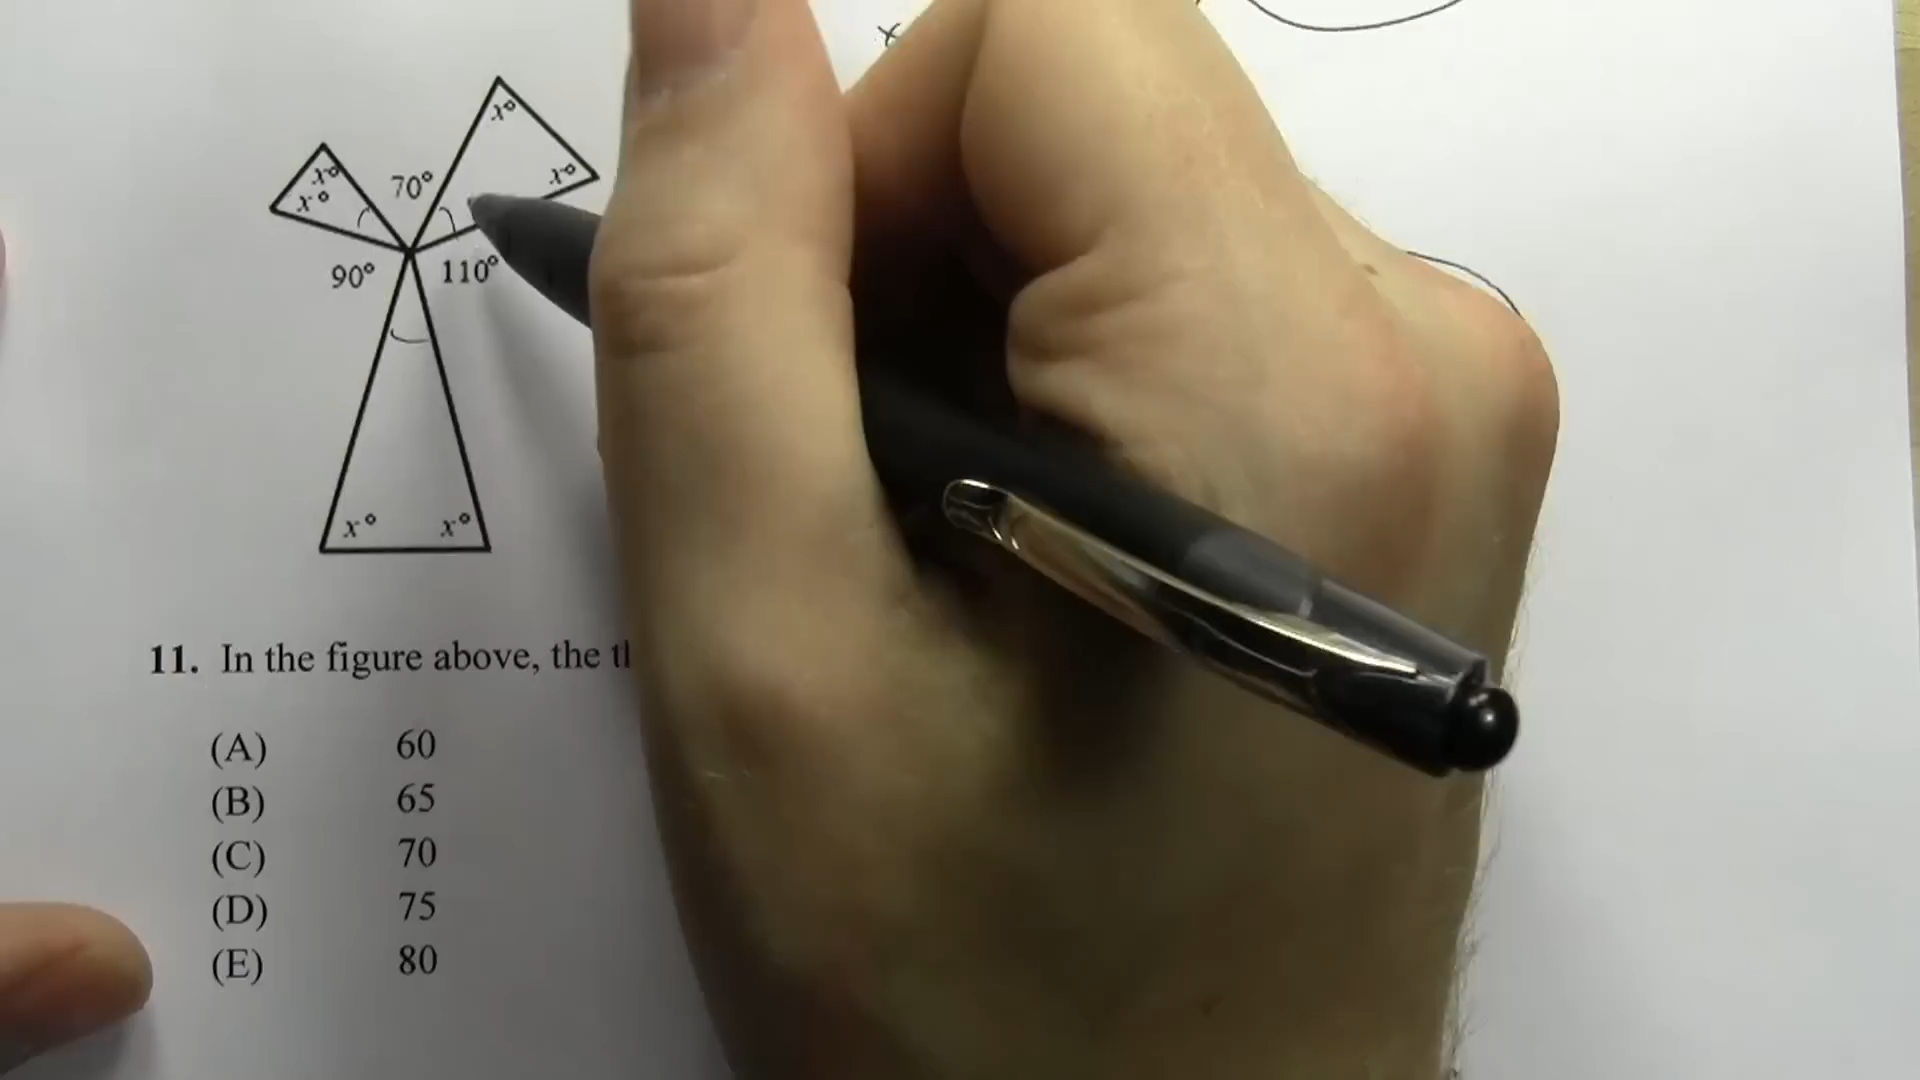 x
x°
x°
x°
x°
70°
90°
110°
x°
x°
11. In the figure above, the
(A) 60
(B) 65
(C) 70
(D) 75
(E) 80